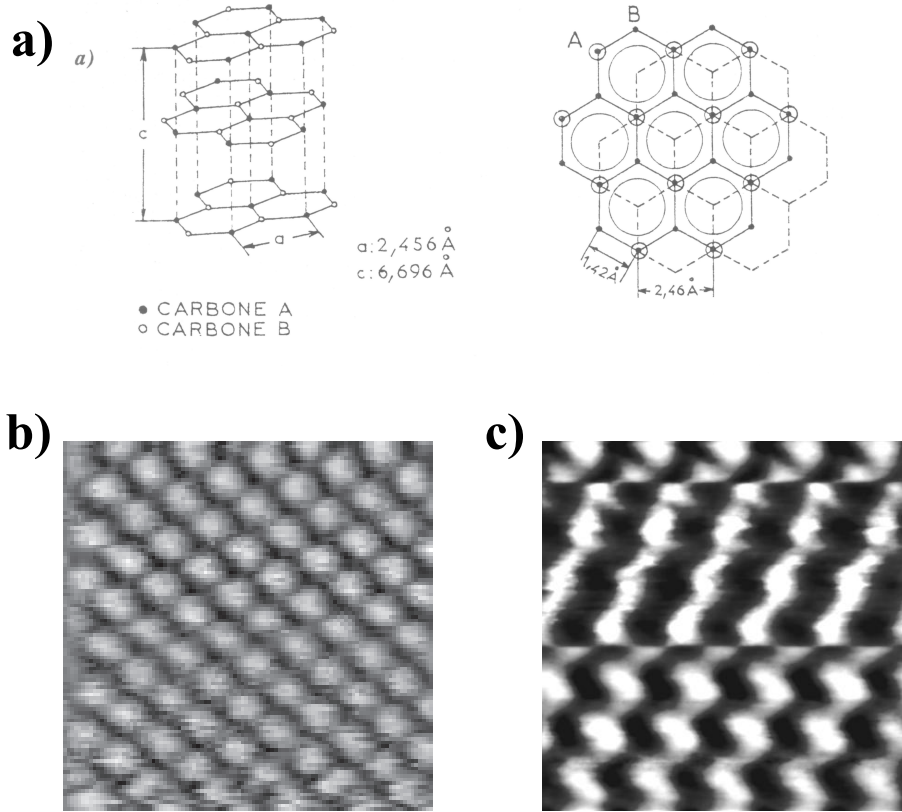 a)
a)
c
a
a:2,456 Å
c:6,696 Å
CARBONE A
CARBONE B
B
A
1,42Å
2,46Å
b)
c)